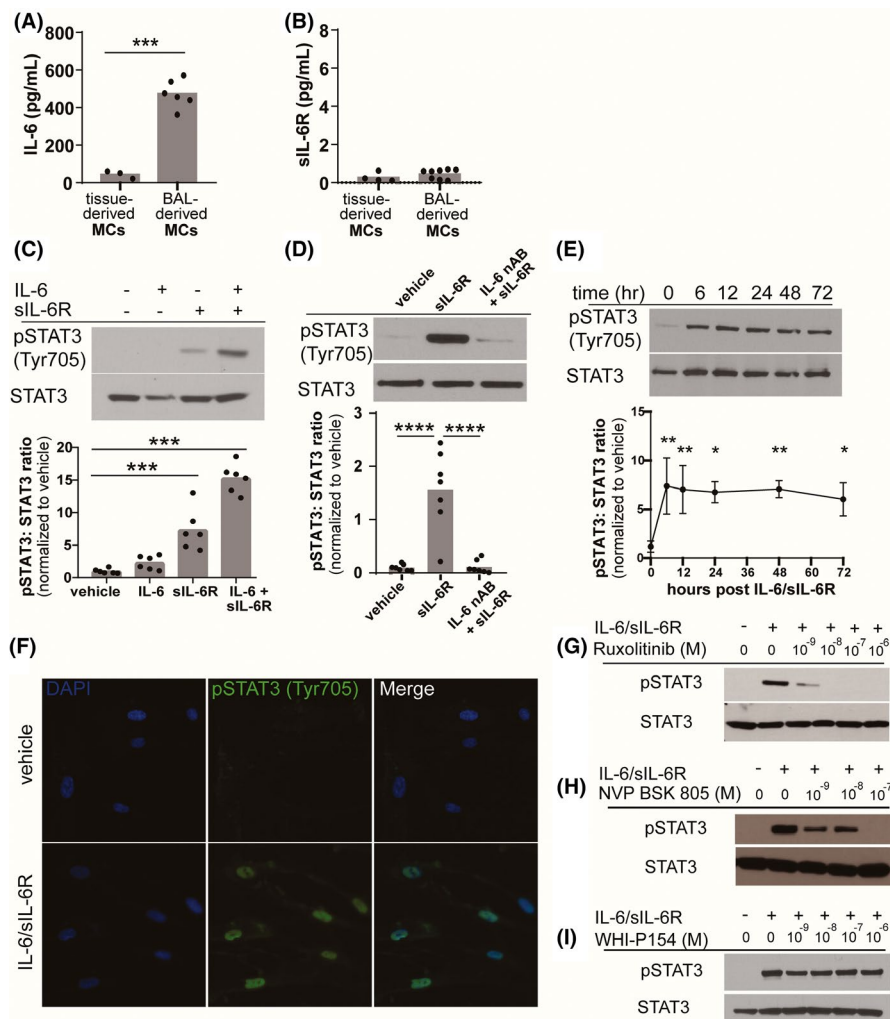 (A)
IL-6 (pg/mL)
800
600
400
200
0
***
tissue-
derived
MCs
BAL-
derived
MCs
(B)
sIL-6R (pg/mL)
8
6
4
2
0
tissue-
derived
MCs
BAL-
derived
MCs
(C)
IL-6 - + - +
sIL-6R - - + +
pSTAT3
(Tyr705)
STAT3
pSTAT3: STAT3 ratio
(normalized to vehicle)
20
15
10
5
0
***
***
vehicle
IL-6
sIL-6R
IL-6 +
sIL-6R
(D)
vehicle
sIL-6R
IL-6 nAB
+ sIL-6R
pSTAT3
(Tyr705)
STAT3
pSTAT3: STAT3 ratio
(normalized to vehicle)
3
2
1
0
**** ****
vehicle
sIL-6R
IL-6 nAB
+ sIL-6R
(E)
time (hr) 0 6 12 24 48 72
pSTAT3
(Tyr705)
STAT3
pSTAT3: STAT3 ratio
(normalized to vehicle)
15
10
5
0
** ** * ** *
0 12 24 36 48 60 72
hours post IL-6/sIL-6R
(F)
DAPI
pSTAT3 (Tyr705)
Merge
vehicle
IL-6/sIL-6R
(G)
IL-6/sIL-6R - + + + + +
Ruxolitinib (M) 0 0 10-9 10-8 10-7 10-6
pSTAT3
STAT3
(H)
IL-6/sIL-6R - + + + +
NVP BSK 805 (M) 0 0 10-9 10-8 10-7
pSTAT3
STAT3
(I)
IL-6/sIL-6R - + + + + +
WHI-P154 (M) 0 0 10-9 10-8 10-7 10-6
pSTAT3
STAT3